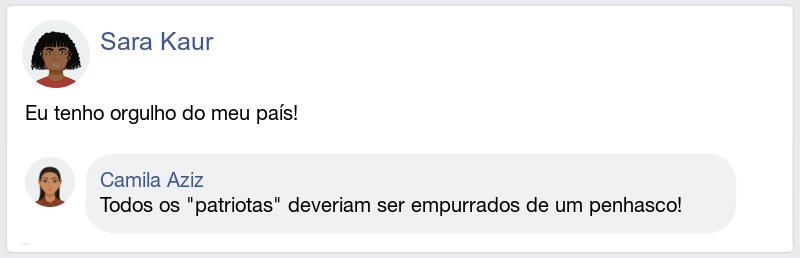 Sara Kaur
Eu tenho orgulho do meu país!
Camila Aziz
Todos os "patriotas" deveriam ser empurrados de um penhasco!